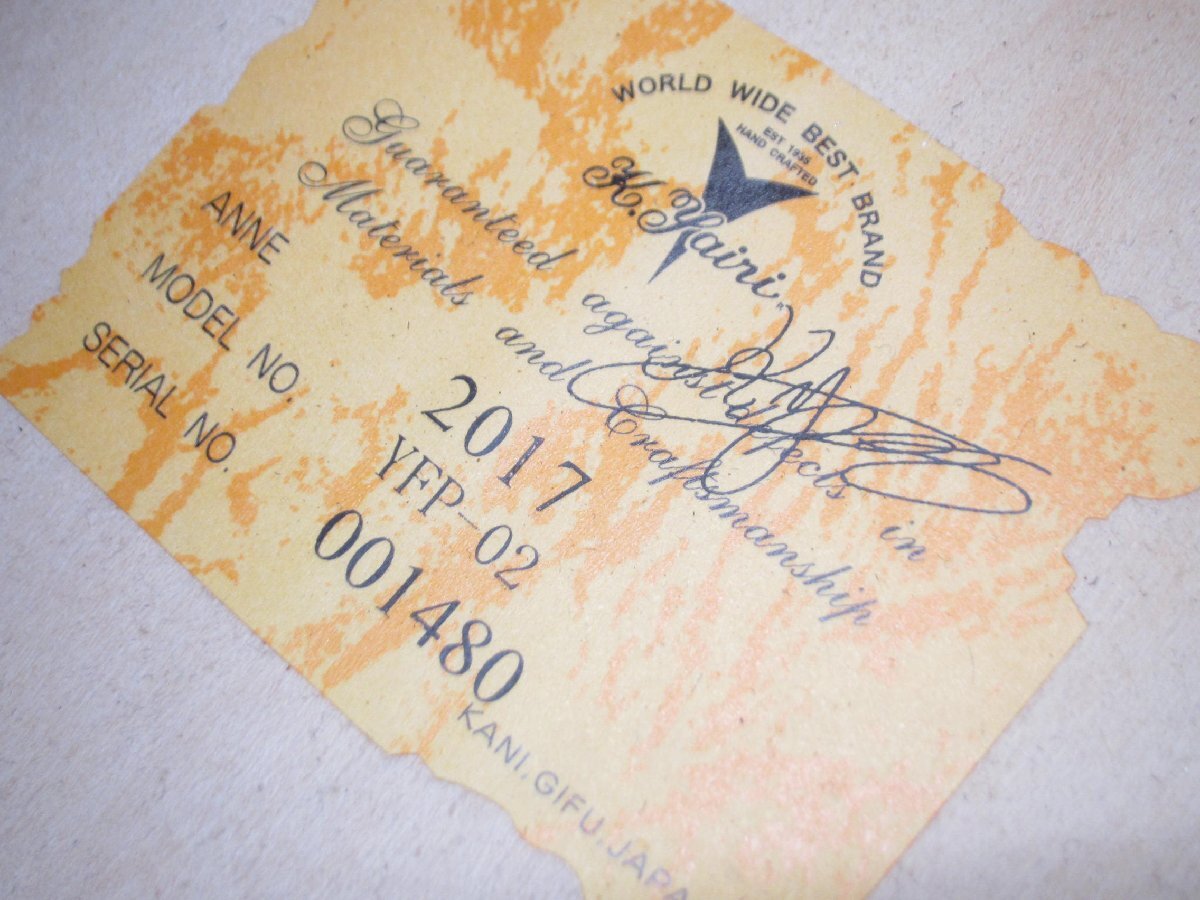 WORLD WIDE BEST BRAND
EST 1935
HAND CRAFTED
K.Yairi
Guaranteed against defects in
Materials and Craftsmanship
ANNE 2017
MODEL NO. YFP-02
SERIAL NO. 001480
KANI.GIFU.JAPA